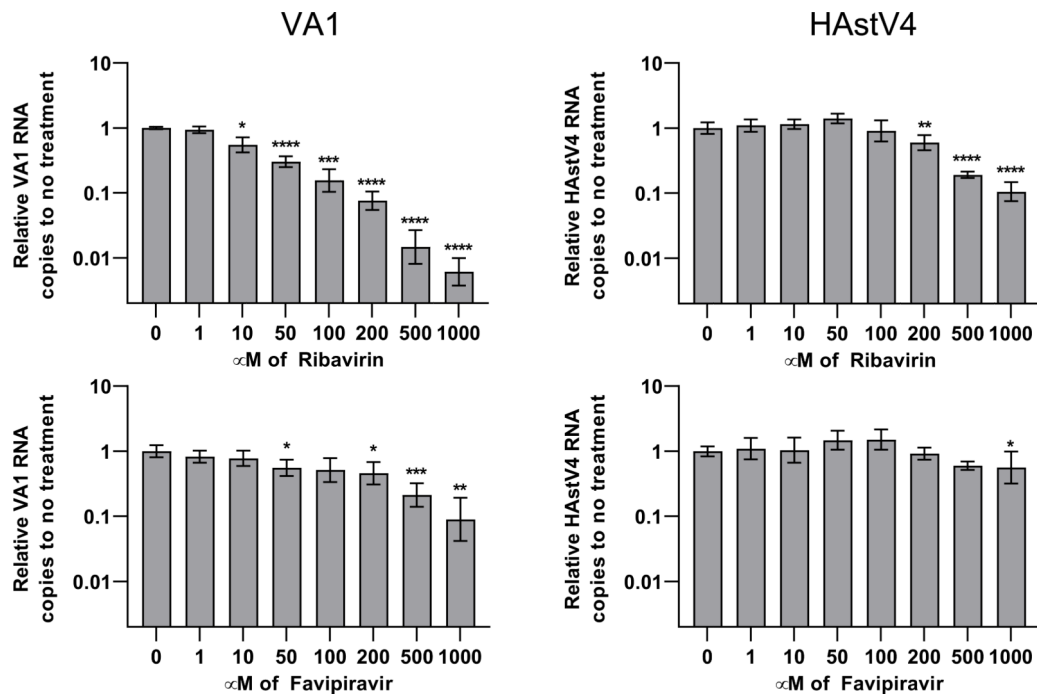 VA1
HAstV4
Relative VA1 RNA
copies to no treatment
10
1
0.1
0.01
* **** *** **** **** ****
0 1 10 50 100 200 500 1000
∝M of Ribavirin
Relative HAstV4 RNA
copies to no treatment
10
1
0.1
0.01
** **** ****
0 1 10 50 100 200 500 1000
∝M of Ribavirin
Relative VA1 RNA
copies to no treatment
10
1
0.1
0.01
* * *** **
0 1 10 50 100 200 500 1000
∝M of Favipiravir
Relative HAstV4 RNA
copies to no treatment
10
1
0.1
0.01
*
0 1 10 50 100 200 500 1000
∝M of Favipiravir